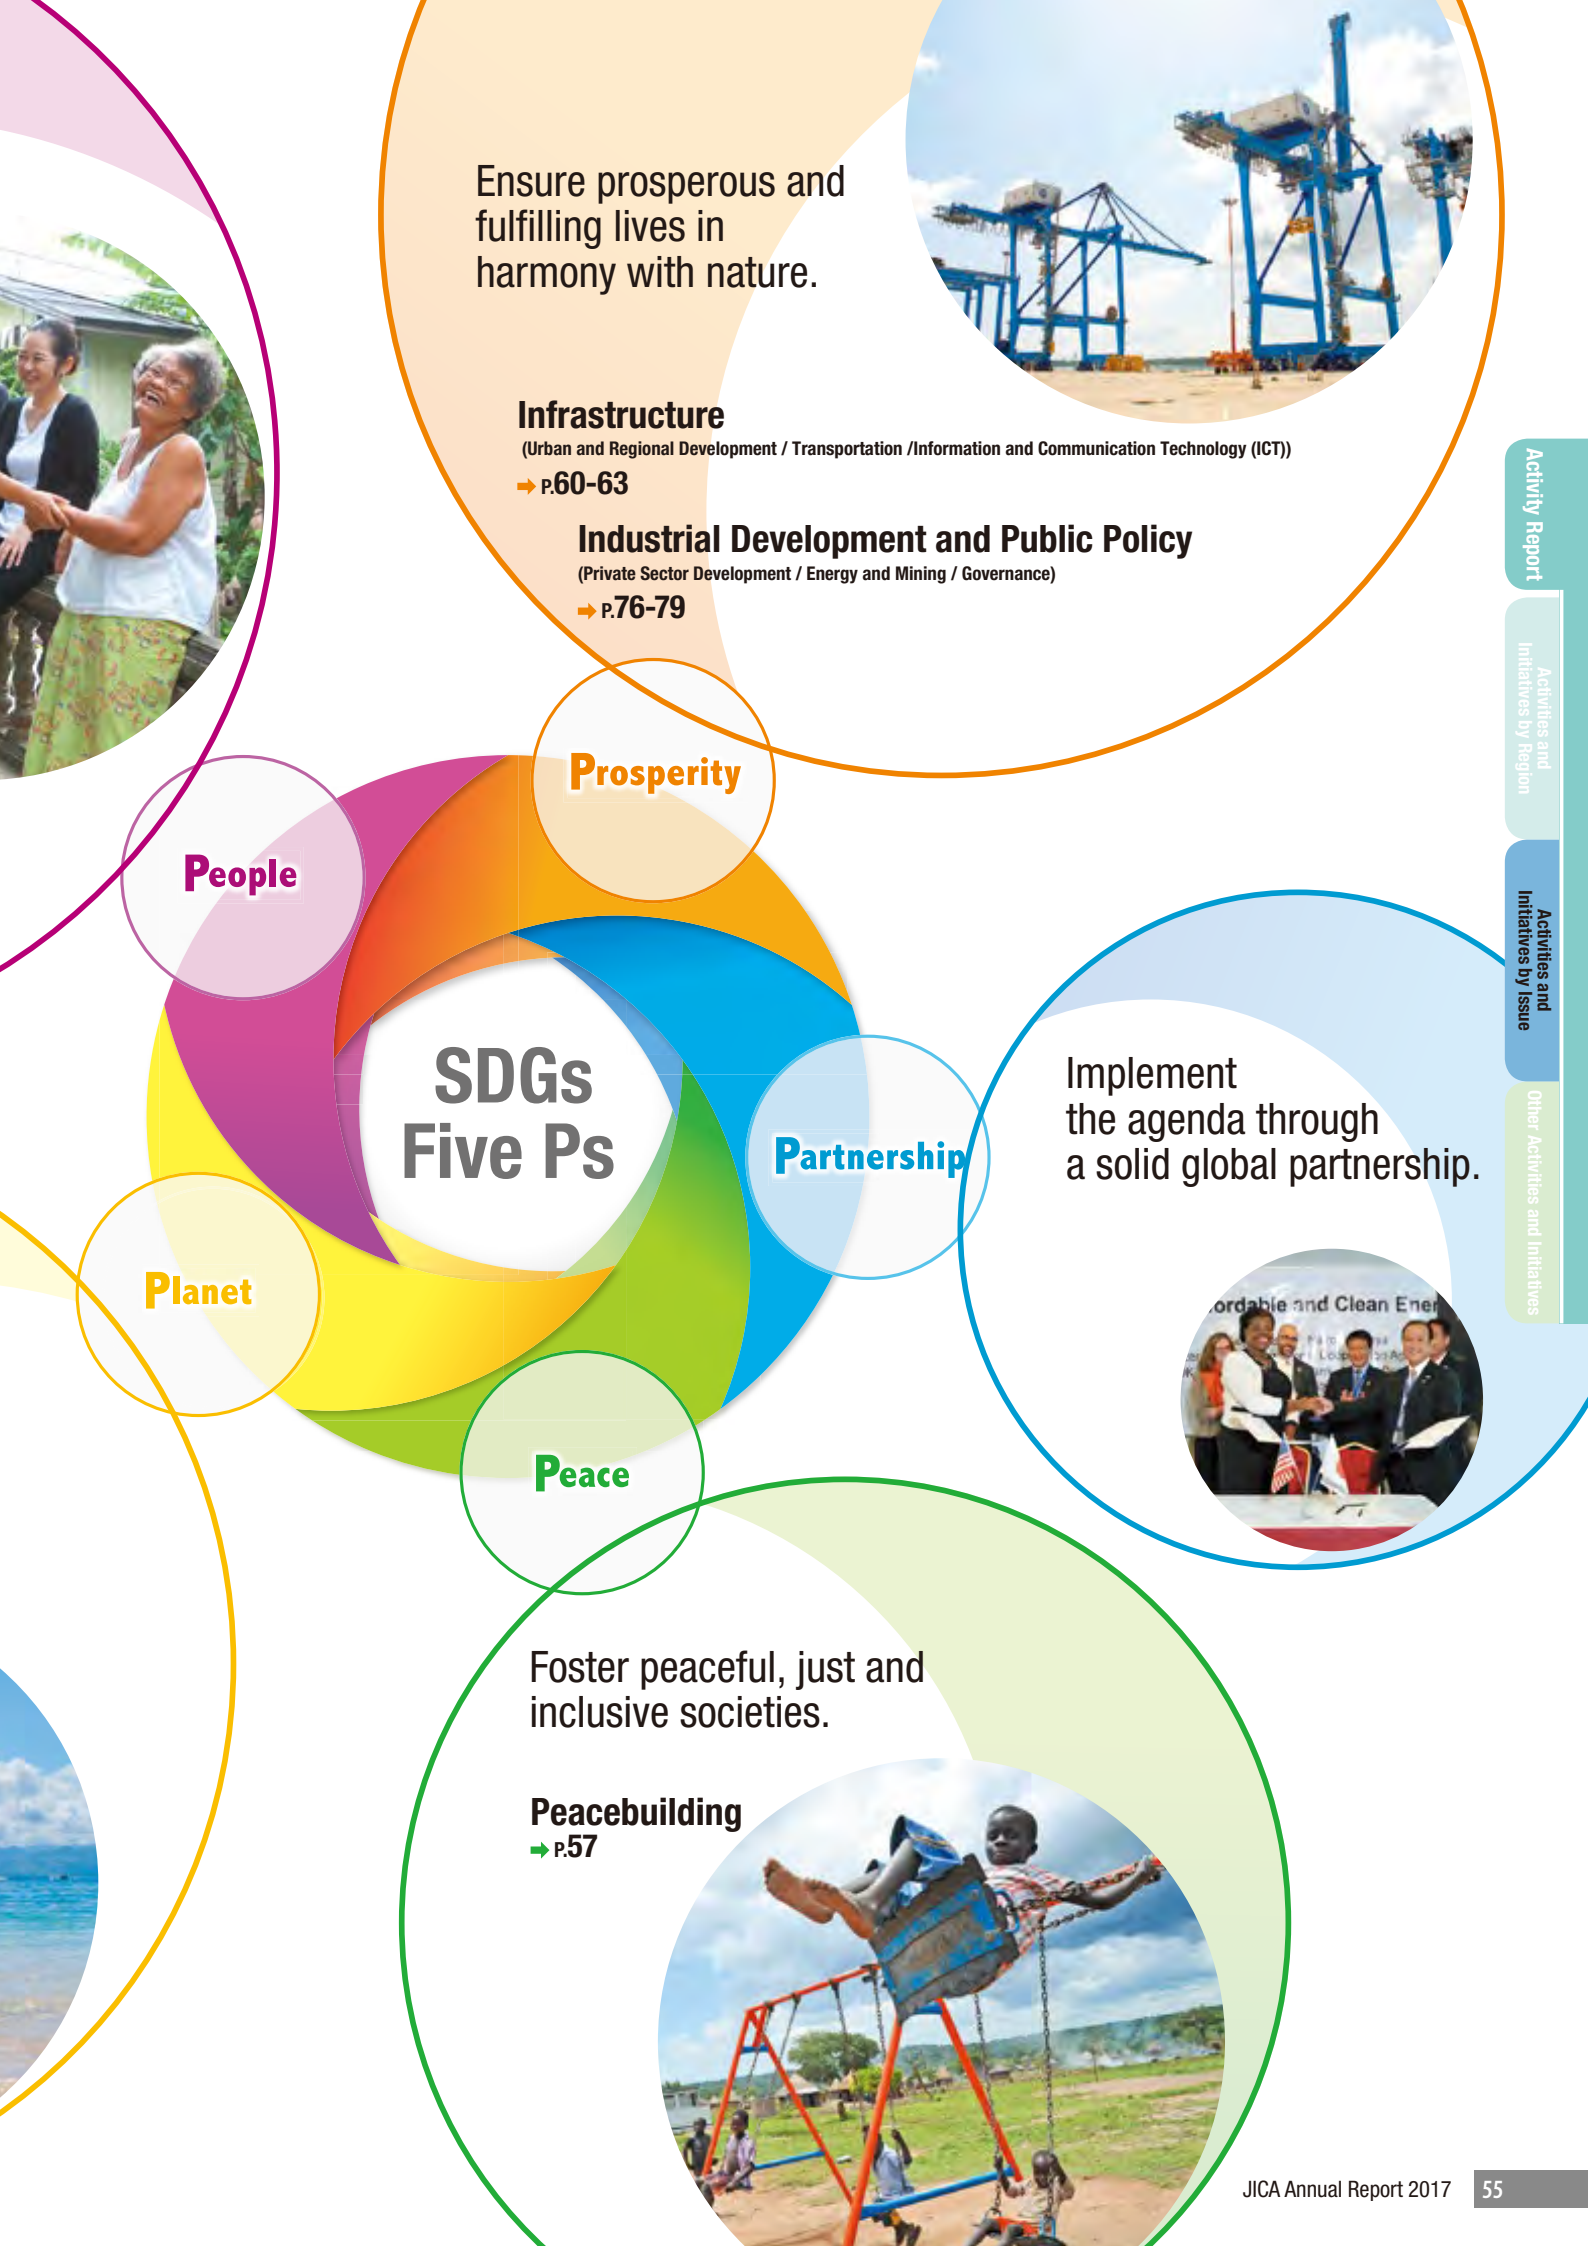 Ensure prosperous and
fulfilling lives in
harmony with nature.
Infrastructure
(Urban and Regional Development / Transportation /Information and Communication Technology (ICT))
P.60-63
Industrial Development and Public Policy
(Private Sector Development / Energy and Mining / Governance)
P.76-79
Prosperity
People
SDGs
Five Ps
Partnership
Planet
Peace
Implement
the agenda through
a solid global partnership.
ordable and Clean Ener
Foster peaceful, just and
inclusive societies.
Peacebuilding
P.57
Activity Report
Activities and
Initiatives by Region
Activities and
Initiatives by Issue
Other Activities and Initiatives
JICA Annual Report 2017
55